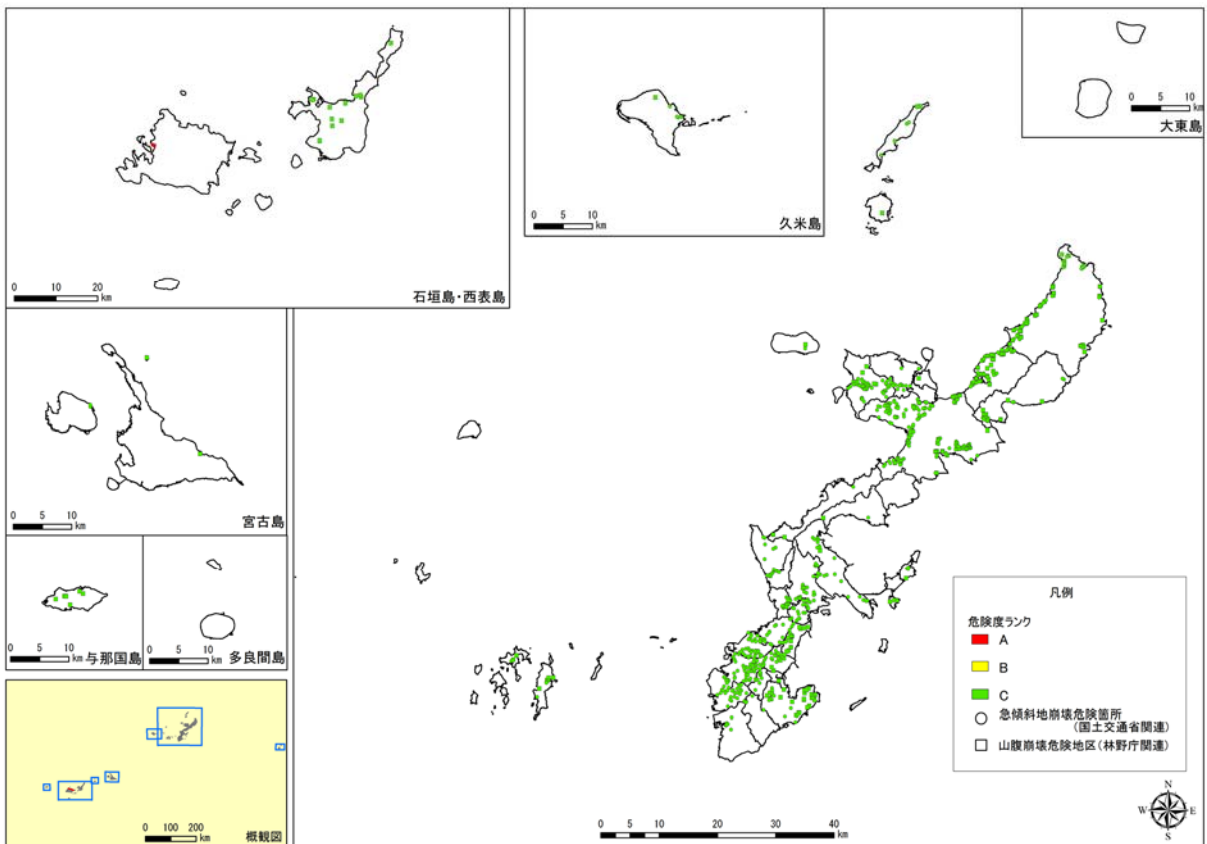 0 10 20 km
石垣島・西表島
0 5 10 km
久米島
0 5 10 km
大東島
0 5 10 km
宮古島
0 5 10 km
与那国島
0 5 10 km
多良間島
0 100 200 km
概観図
凡例
危険度ランク
A
B
C
急傾斜地崩壊危険箇所
(国土交通省関連)
山腹崩壊危険地区(林野庁関連)
N
W E
S
0 5 10 20 30 40 km